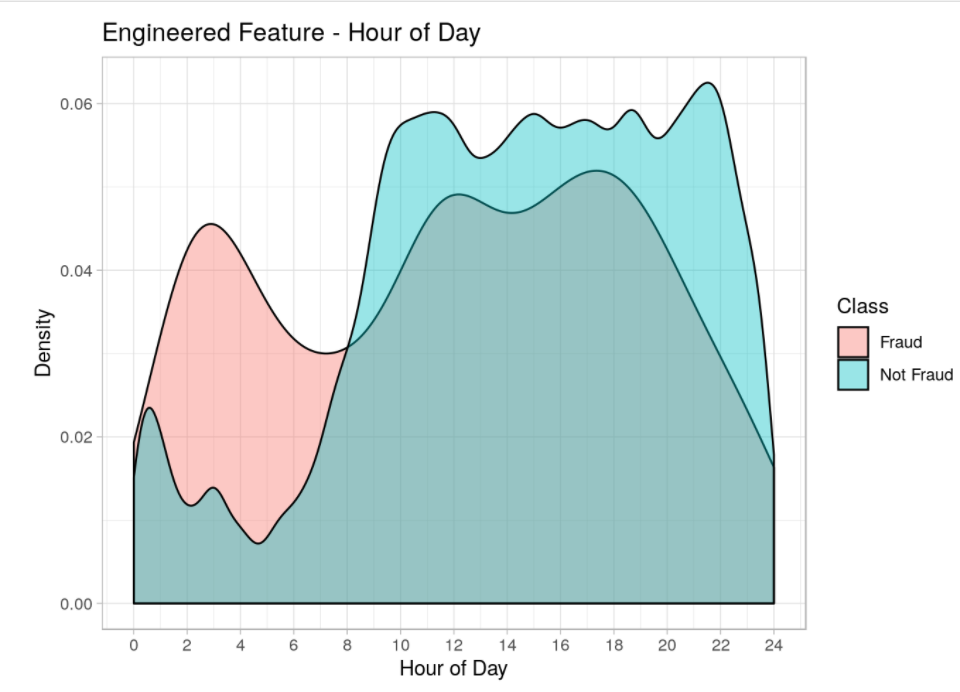 Engineered Feature - Hour of Day
0.06
0.04
0.02
0.00
Density
0 2 4 6 8 10 12 14 16 18 20 22 24
Hour of Day
Class
Fraud
Not Fraud